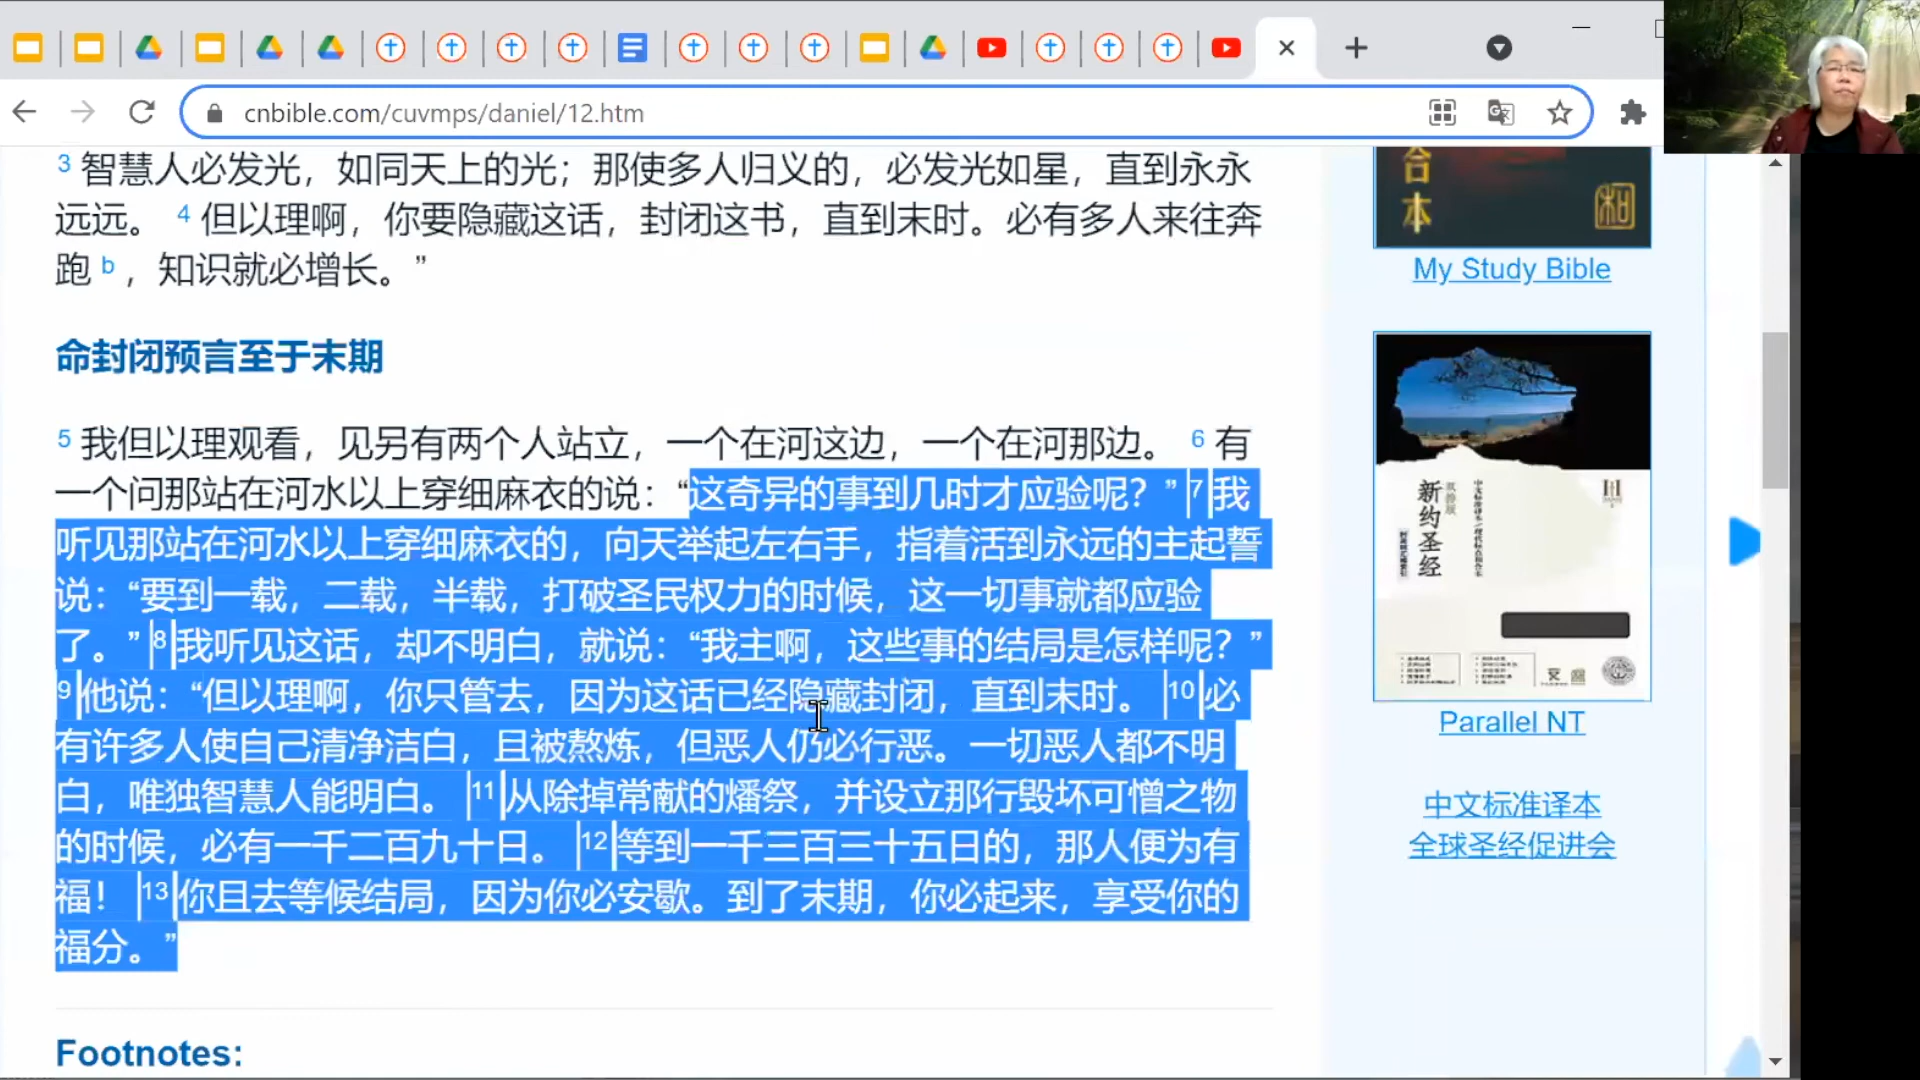 cnbible.com/cuvmps/daniel/12.htm
3 智慧人必发光，如同天上的光；那使多人归义的，必发光如星，直到永永
远远。 4 但以理啊，你要隐藏这话，封闭这书，直到末时。必有多人来往奔
跑 b ，知识就必增长。”
命封闭预言至于末期
5 我但以理观看，见另有两个人站立，一个在河这边，一个在河那边。 6 有
一个问那站在河水以上穿细麻衣的说：“这奇异的事到几时才应验呢？” 7 我
听见那站在河水以上穿细麻衣的，向天举起左右手，指着活到永远的主起誓
说：“要到一载，二载，半载，打破圣民权力的时候，这一切事就都应验
了。” 8 我听见这话，却不明白，就说：“我主啊，这些事的结局是怎样呢？”
9 他说：“但以理啊，你只管去，因为这话已经隐藏封闭，直到末时。 10 必
有许多人使自己清净洁白，且被熬炼，但恶人仍必行恶。一切恶人都不明
白，唯独智慧人能明白。 11 从除掉常献的燔祭，并设立那行毁坏可憎之物
的时候，必有一千二百九十日。 12 等到一千三百三十五日的，那人便为有
福！ 13 你且去等候结局，因为你必安歇。到了末期，你必起来，享受你的
福分。”
Footnotes:
合本
My Study Bible
新约圣经
Parallel NT
中文标准译本
全球圣经促进会